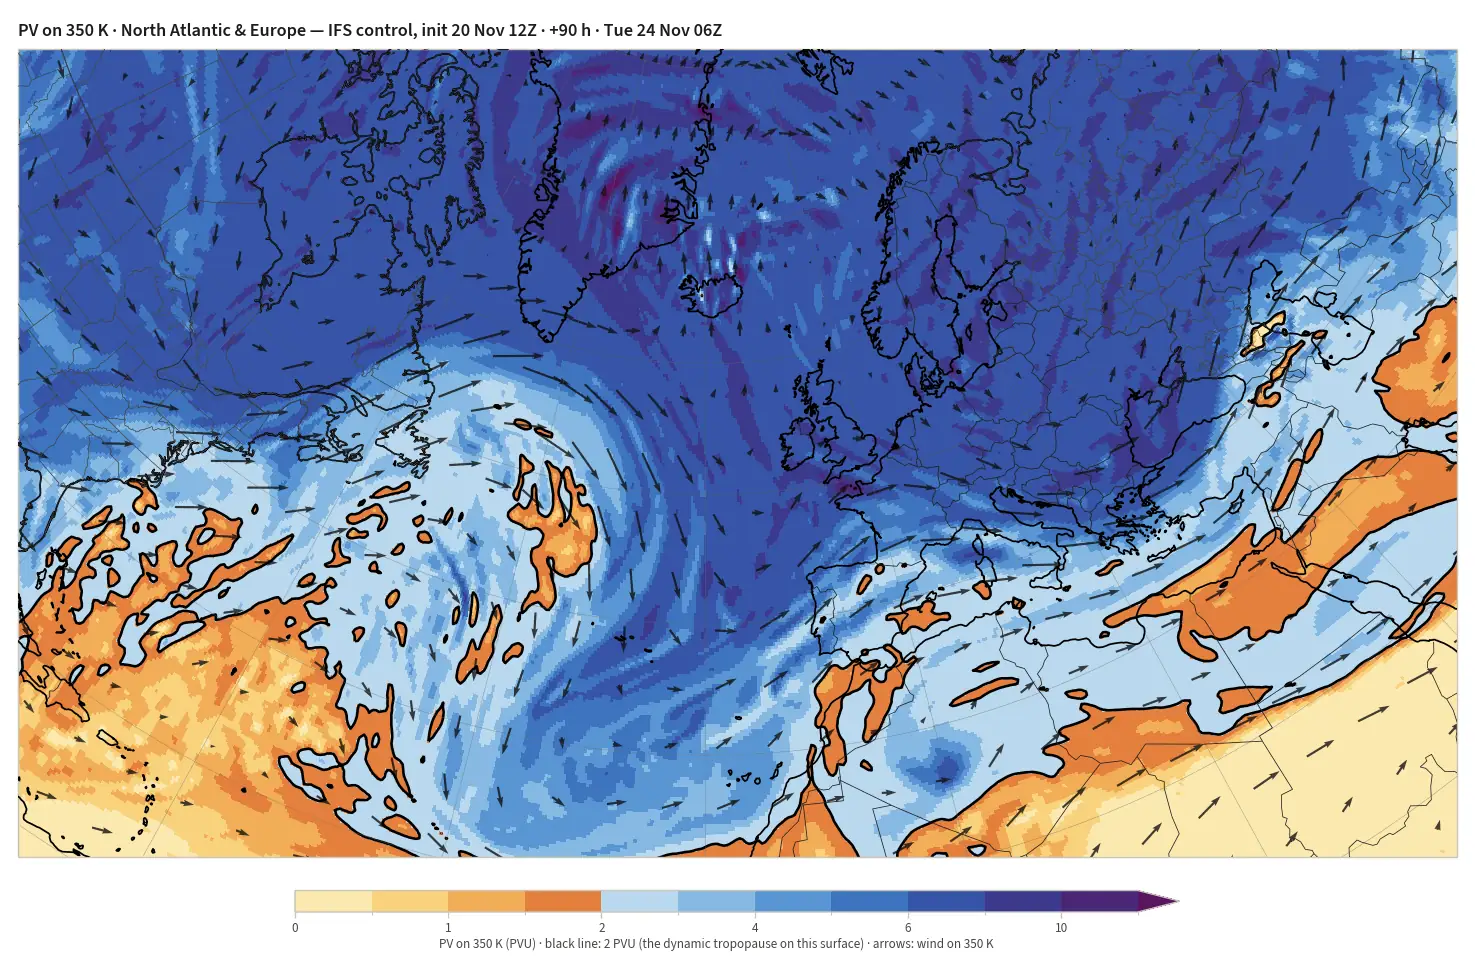 PV on 350 K · North Atlantic & Europe — IFS control, init 20 Nov 12Z · +90 h · Tue 24 Nov 06Z
0 1 2 4 6 10
PV on 350 K (PVU) · black line: 2 PVU (the dynamic tropopause on this surface) · arrows: wind on 350 K